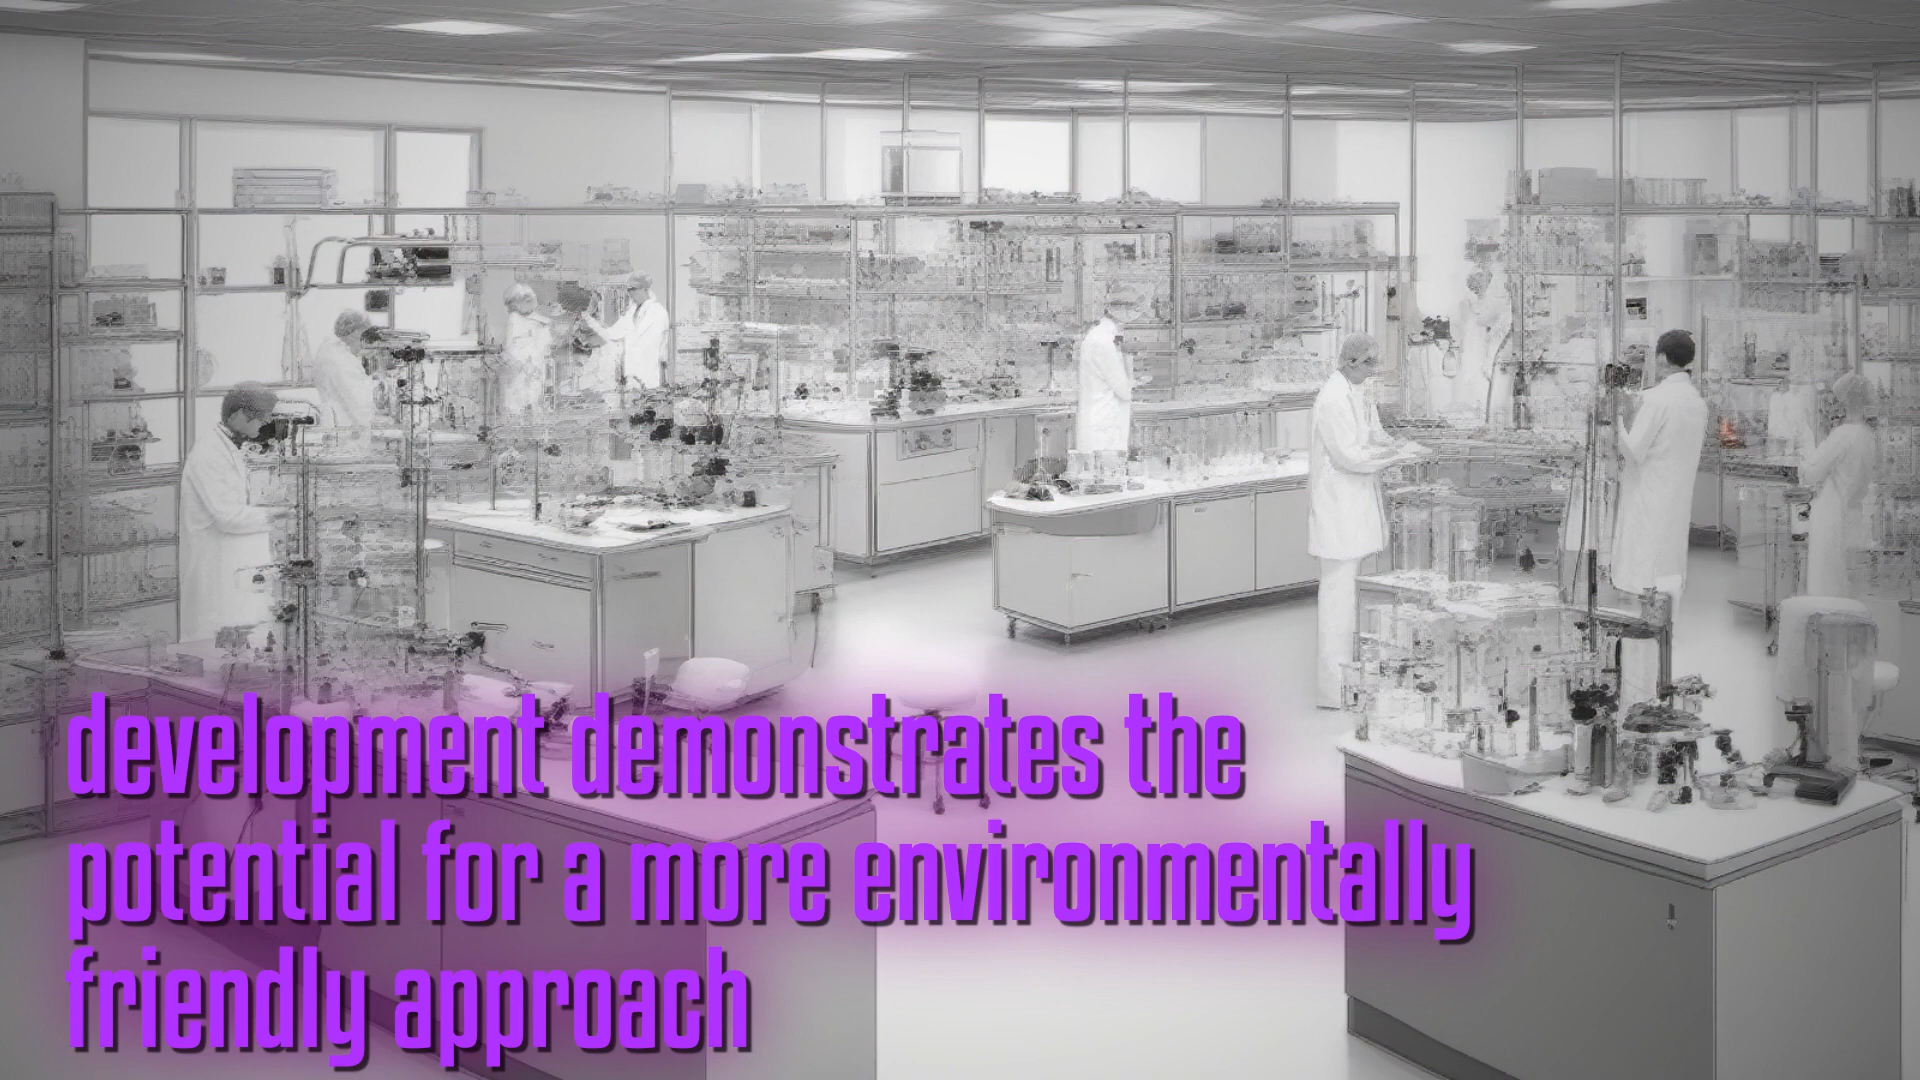 development demonstrates the
potential for a more environmentally
friendly approach